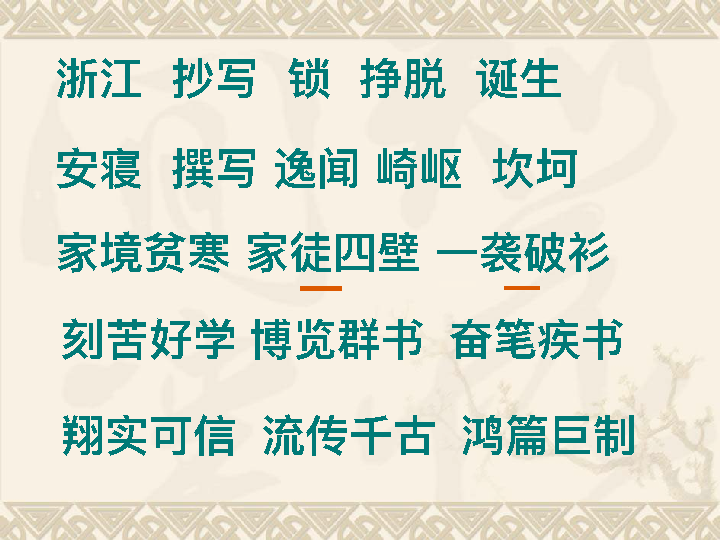 浙江 抄写 锁 挣脱 诞生
安寝 撰写 逸闻 崎岖 坎坷
家境贫寒 家徒四壁 一袭破衫
刻苦好学 博览群书 奋笔疾书
翔实可信 流传千古 鸿篇巨制